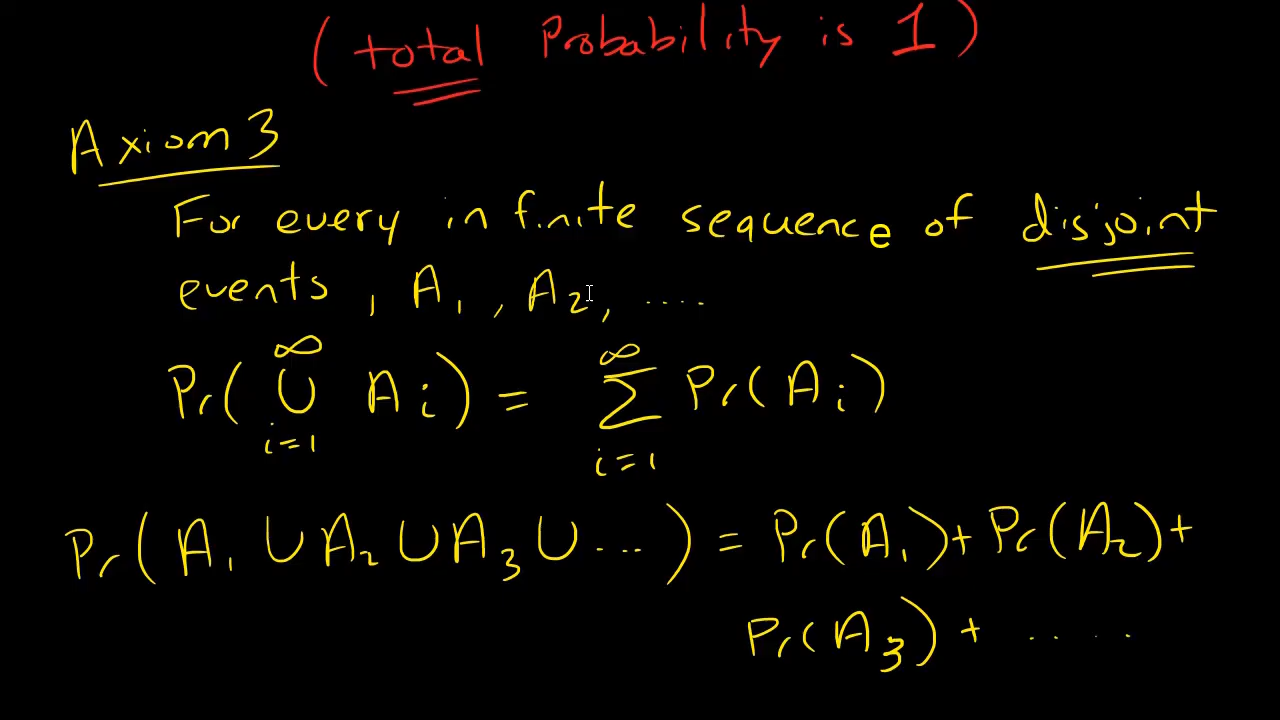 (total Probability is 1)
Axiom 3
For every infinite sequence of disjoint
events, A₁, A₂, ....
Pr(∞∪i=1 Ai) = ∞∑i=1 Pr(Ai)
Pr(A₁∪A₂∪A₃∪...) = Pr(A₁)+Pr(A₂)+
Pr(A₃)+ .....